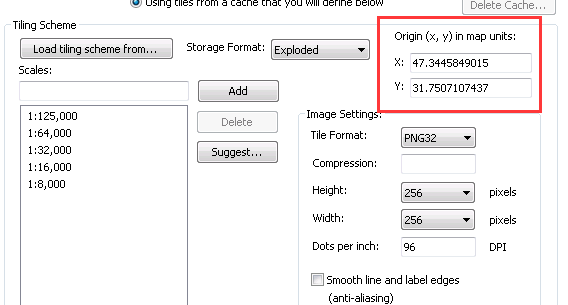 Using tiles from a cache that you will define below
Delete Cache...
Tiling Scheme
Load tiling scheme from...
Storage Format:
Exploded
Origin (x, y) in map units:
X:
47.3445849015
Y:
31.7507107437
Scales:
Add
Delete
Suggest...
1:125,000
1:64,000
1:32,000
1:16,000
1:8,000
Image Settings:
Tile Format:
PNG32
Compression:
Height:
256
pixels
Width:
256
pixels
Dots per inch:
96
DPI
Smooth line and label edges
(anti-aliasing)